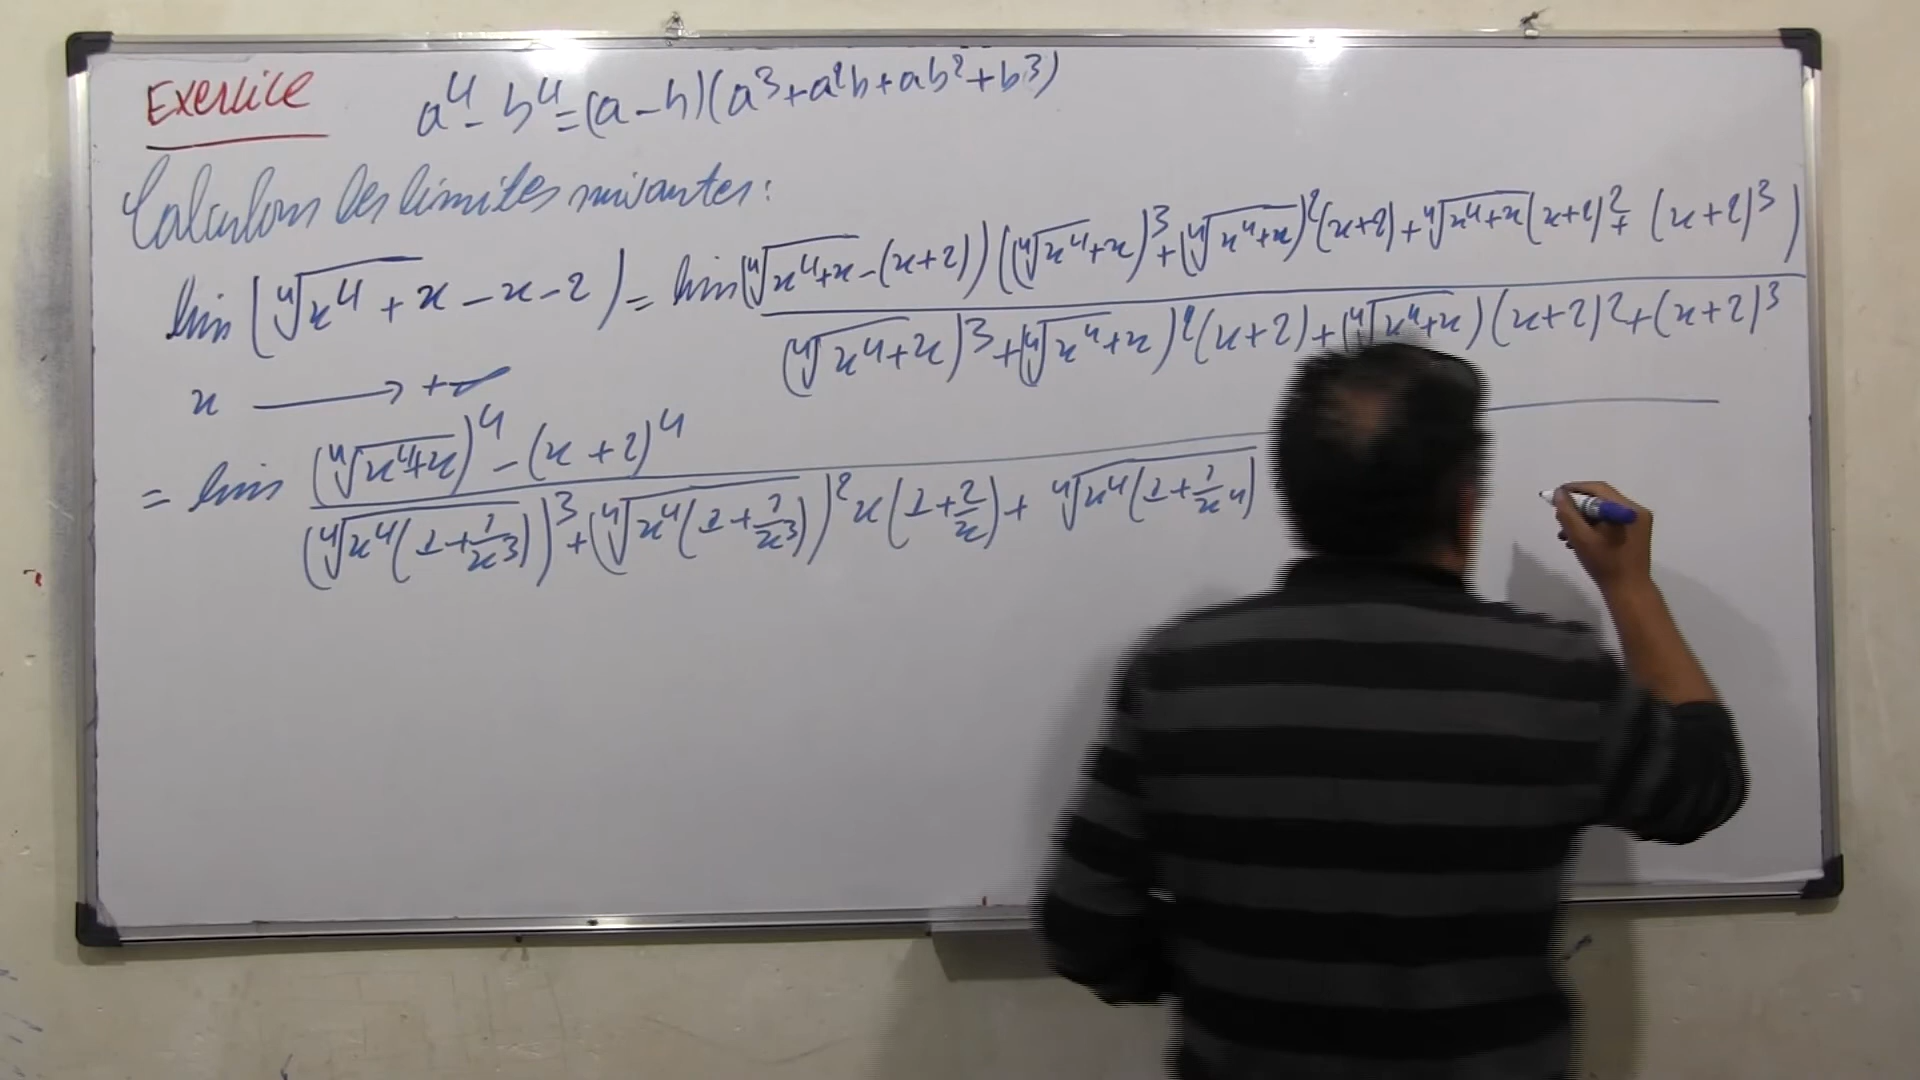 Exercice
a⁴ - b⁴ = (a - b)(a³ + a²b + ab² + b³)
Calculons les limites suivantes :
lim (⁴√(x⁴ + x) - x - 2) = lim (⁴√(x⁴+x) - (x+2)) ((⁴√(x⁴+x))³ + (⁴√(x⁴+x))² (x+2) + ⁴√(x⁴+x) (x+2)² + (x+2)³)
(⁴√(x⁴+x))³ + (⁴√(x⁴+x))² (x+2) + (⁴√(x⁴+x)) (x+2)² + (x+2)³
x ⟶ +∞
= lim (⁴√(x⁴+x))⁴ - (x+2)⁴
(⁴√(x⁴(1+1/x³)))³ + (⁴√(x⁴(1+1/x³)))² x(1+2/x) + ⁴√(x⁴(1+1/x⁴))